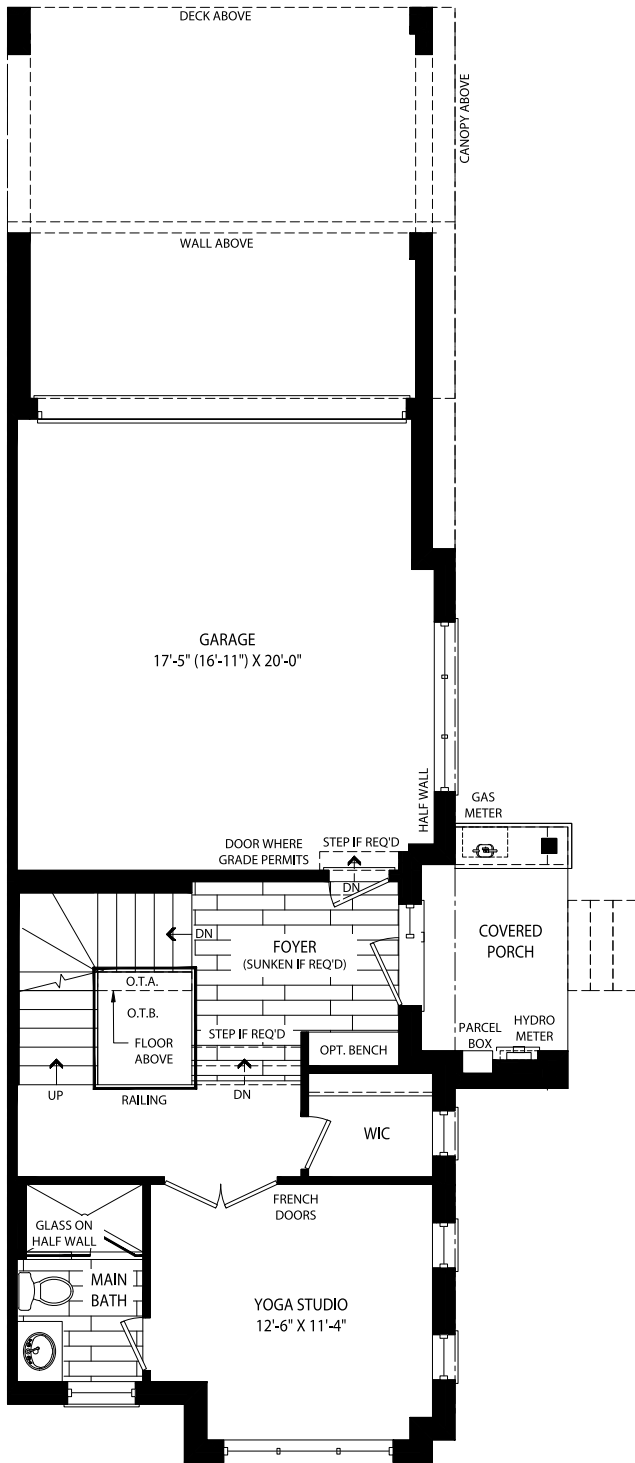 DECK ABOVE
CANOPY ABOVE
WALL ABOVE
GARAGE
17'-5" (16'-11") X 20'-0"
HALF WALL
GAS
METER
DOOR WHERE
GRADE PERMITS
STEP IF REQ'D
DN
DN
FOYER
(SUNKEN IF REQ'D)
COVERED
PORCH
O.T.A.
O.T.B.
FLOOR
ABOVE
STEP IF REQ'D
OPT. BENCH
PARCEL
BOX
HYDRO
METER
UP
RAILING
DN
WIC
FRENCH
DOORS
GLASS ON
HALF WALL
MAIN
BATH
YOGA STUDIO
12'-6" X 11'-4"